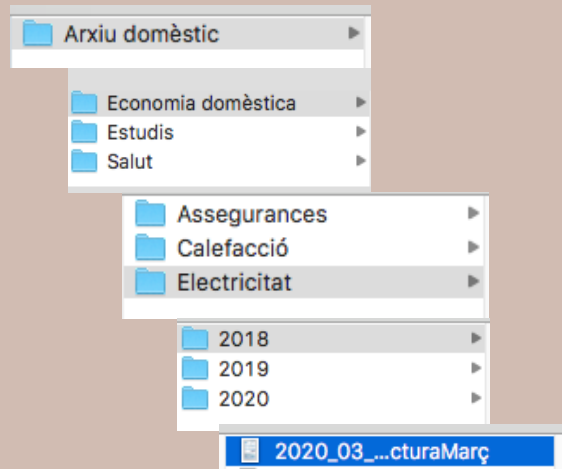 Arxiu domèstic
Economia domèstica
Estudis
Salut
Assegurances
Calefacció
Electricitat
2018
2019
2020
2020_03_...cturaMarç